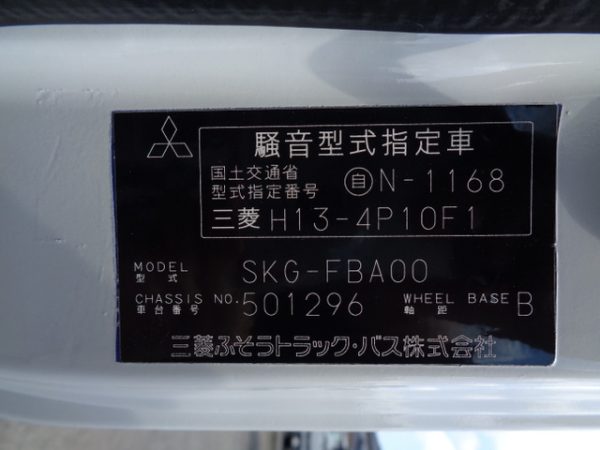 騒音型式指定車
国土交通省
型式指定番号 自N-1168
三菱 H13-4P10F1
MODEL
型式 SKG-FBA00
CHASSIS NO. 501296 WHEEL BASE B
車台番号 軸距
三菱ふそうトラック・バス株式会社